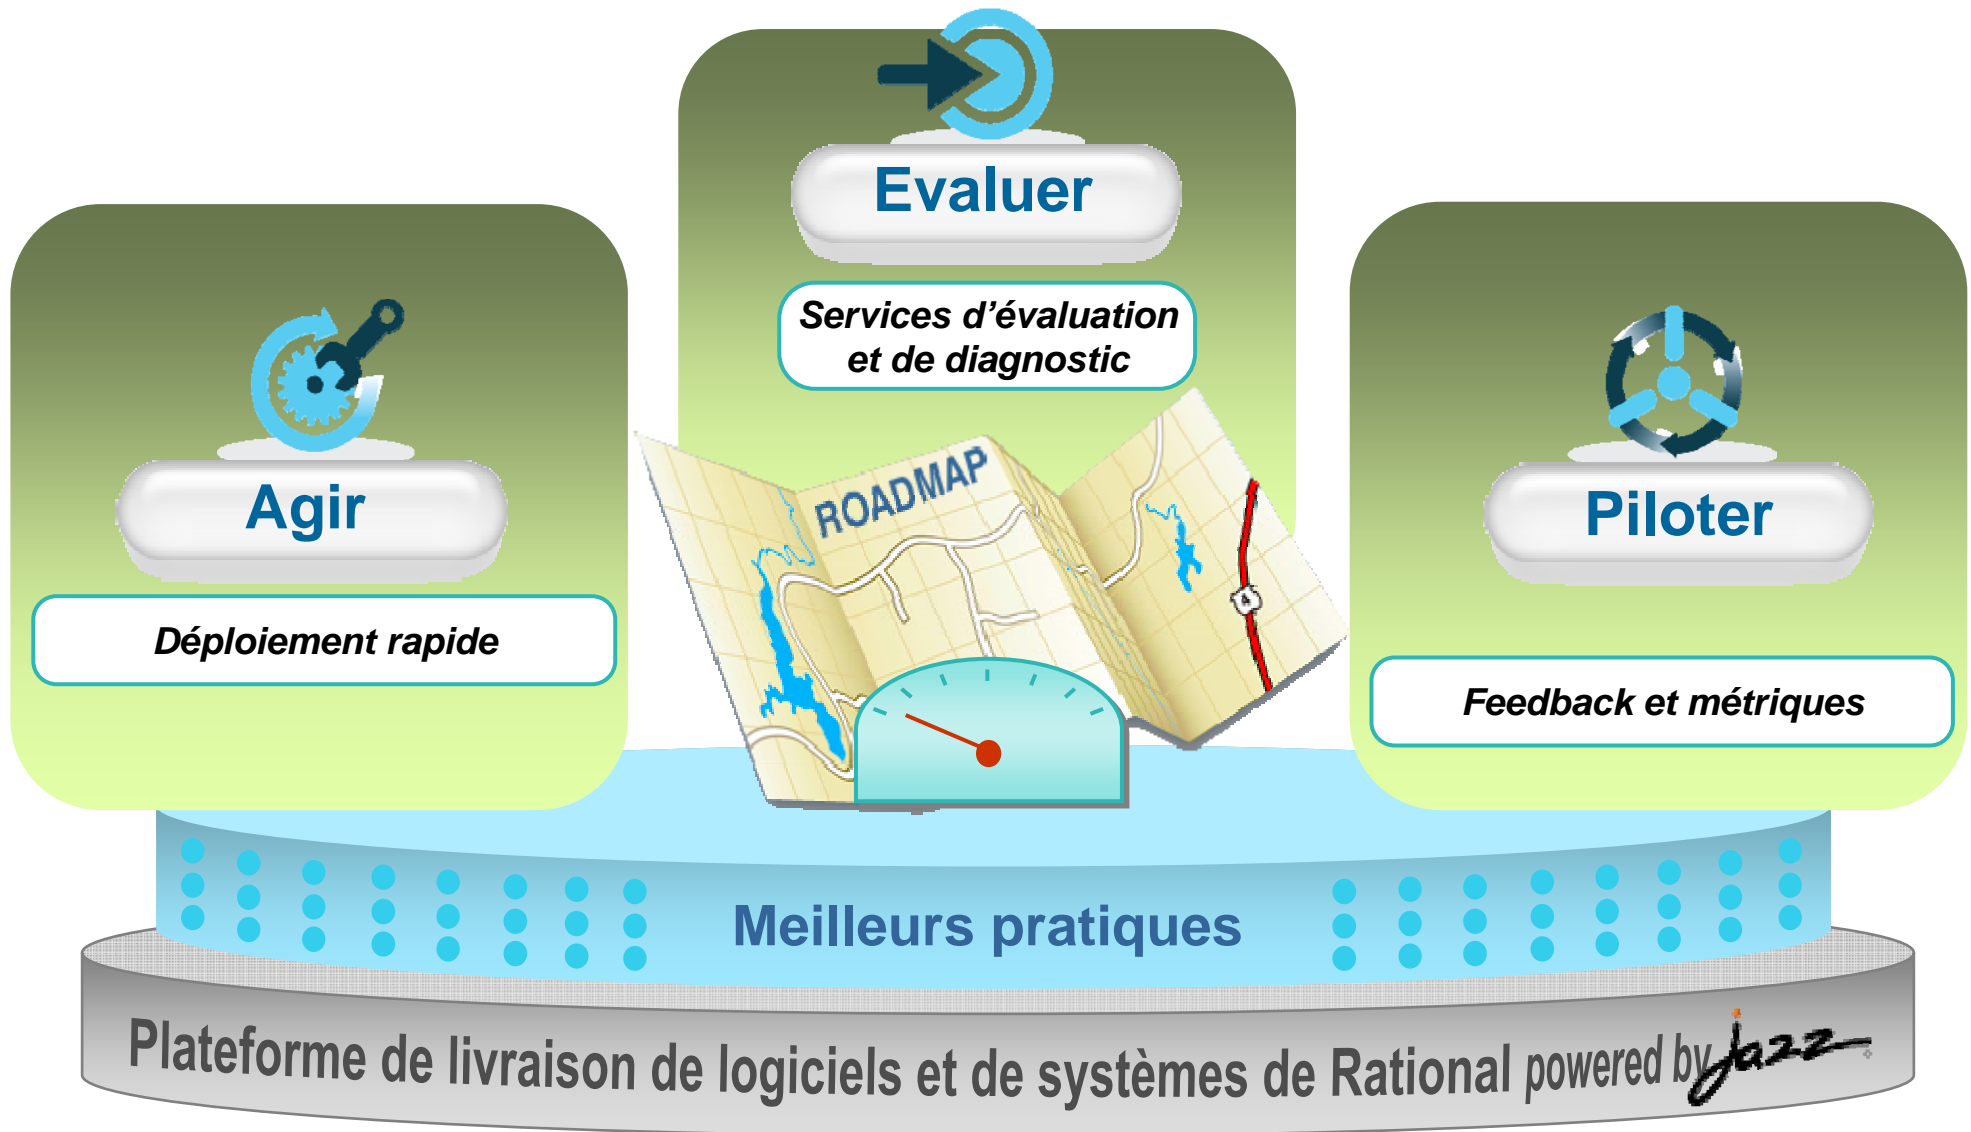 Evaluer
Services d’évaluation
et de diagnostic
Agir
Déploiement rapide
ROADMAP
4
Piloter
Feedback et métriques
Meilleurs pratiques
Plateforme de livraison de logiciels et de systèmes de Rational powered by jazz